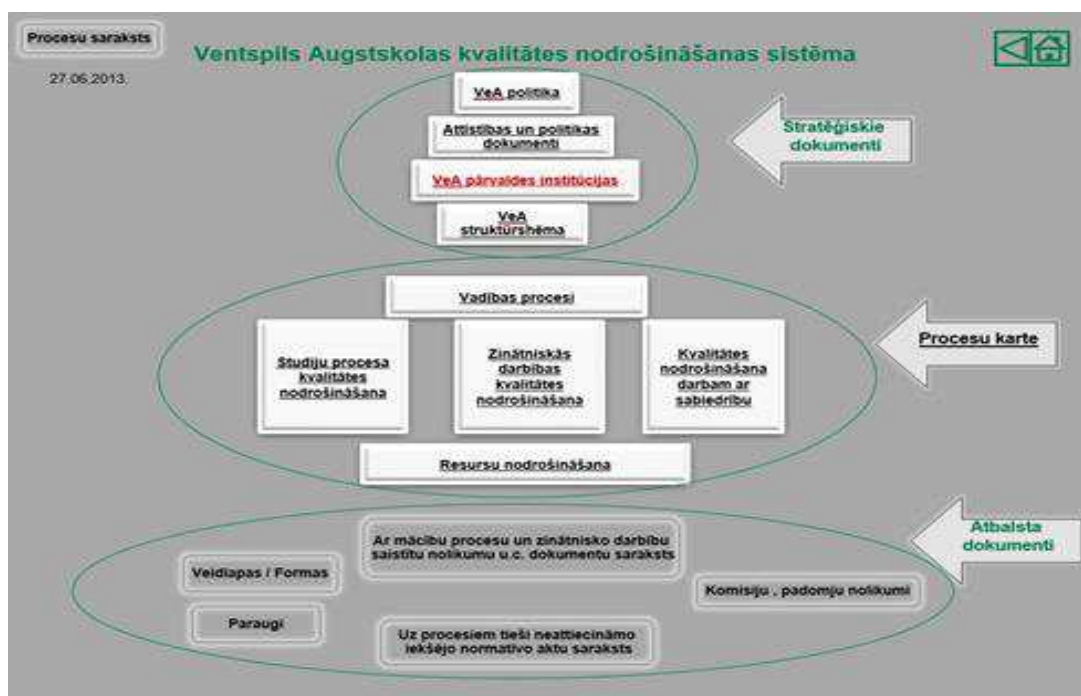 Procesu saraksts
27.06.2013.
Ventspils Augstskolas kvalitātes nodrošināšanas sistēma
VeA politika
Attīstības un politikas
dokumenti
VeA pārvaldes institūcijas
VeA
struktūrshēma
Stratēģiskie
dokumenti
Vadības procesi
Studiju procesa
kvalitātes
nodrošināšana
Zinātniskās
darbības
kvalitātes
nodrošināšana
Kvalitātes
nodrošināšana
darbam ar
sabiedrību
Resursu nodrošināšana
Procesu karte
Atbalsta
dokumenti
Ar mācību procesu un zinātnisko darbību
saistītu nolikumu u.c. dokumentu saraksts
Veidlapas / Formas
Komisiju , padomju nolikumi
Paraugi
Uz procesiem tieši neattiecināmo
iekšējo normatīvo aktu saraksts